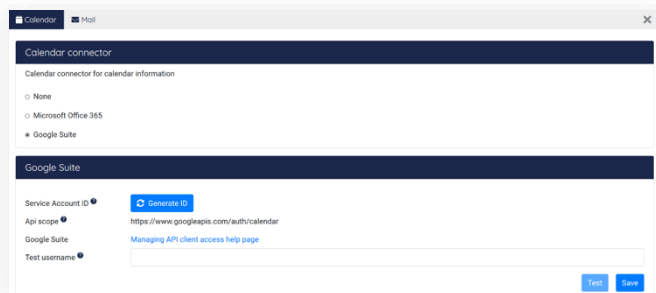 Calendar Mail
Calendar connector
Calendar connector for calendar information
None
Microsoft Office 365
Google Suite
Google Suite
Service Account ID Generate ID
Api scope https://www.googleapis.com/auth/calendar
Google Suite Managing API client access help page
Test username
Test Save